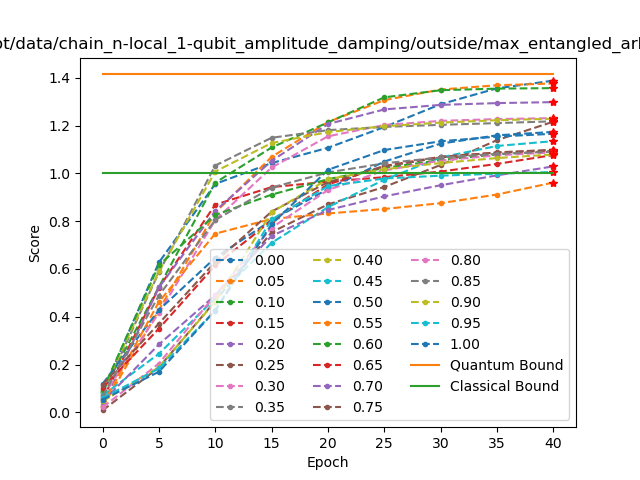 ot/data/chain_n-local_1-qubit_amplitude_damping/outside/max_entangled_arl
Score
1.4
1.2
1.0
0.8
0.6
0.4
0.2
0.0
0 5 10 15 20 25 30 35 40
Epoch
0.00 0.40 0.80
0.05 0.45 0.85
0.10 0.50 0.90
0.15 0.55 0.95
0.20 0.60 1.00
0.25 0.65 Quantum Bound
0.30 0.70 Classical Bound
0.35 0.75